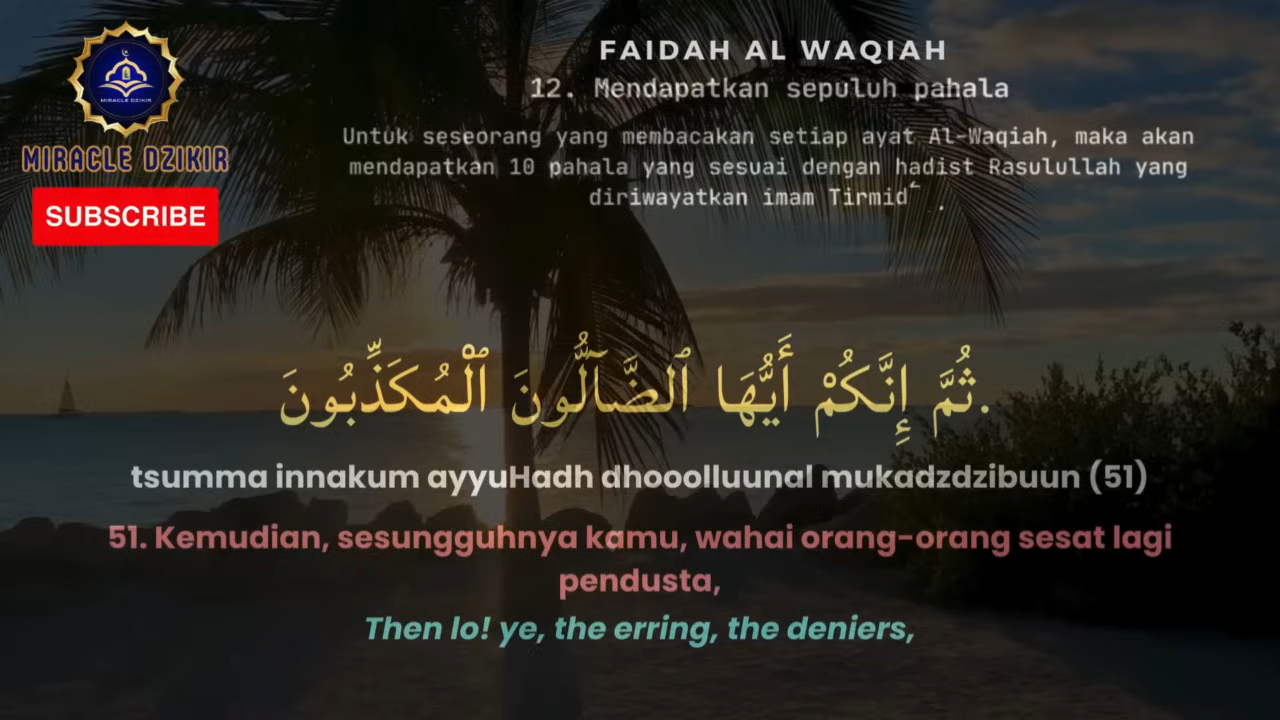 MIRACLE DZIKIR
MIRACLE DZIKIR
SUBSCRIBE
FAIDAH AL WAQIAH
12. Mendapatkan sepuluh pahala
Untuk seseorang yang membacakan setiap ayat Al-Waqiah, maka akan
mendapatkan 10 pahala yang sesuai dengan hadist Rasulullah yang
diriwayatkan imam Tirmid
ثُمَّ إِنَّكُمْ أَيُّهَا ٱلضَّآلُّونَ ٱلْمُكَذِّبُونَ.
tsumma innakum ayyuHadh dhooolluunal mukadzdzibuun (51)
51. Kemudian, sesungguhnya kamu, wahai orang-orang sesat lagi
pendusta,
Then lo! ye, the erring, the deniers,